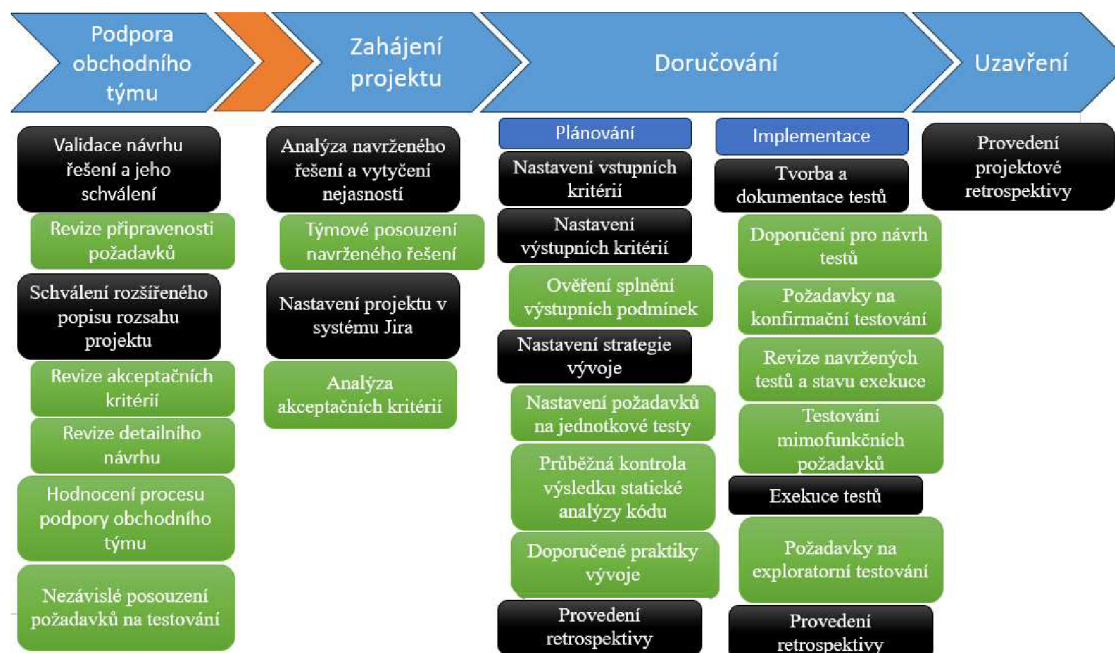 Podpora
obchodního
týmu
Zahájení
projektu
Doručování
Uzavření
Validace návrhu
řešení a jeho
schválení
Revize připravenosti
požadavků
Schválení rozšířeného
popisu rozsahu
projektu
Revize akceptačních
kritérií
Revize detailního
návrhu
Hodnocení procesu
podpory obchodního
týmu
Nezávislé posouzení
požadavků na testování
Analýza navrženého
řešení a vytyčení
nejasností
Týmové posouzení
navrženého řešení
Nastavení projektu v
systému Jira
Analýza
akceptačních kritérií
Plánování
Nastavení vstupních
kritérií
Nastavení
výstupních kritérií
Ověření splnění
výstupních podmínek
Nastavení strategie
vývoje
Nastavení požadavků
na jednotkové testy
Průběžná kontrola
výsledku statické
analýzy kódu
Doporučené praktiky
vývoje
Provedení
retrospektivy
Implementace
Tvorba a
dokumentace testů
Doporučení pro návrh
testů
Požadavky na
konfirmační testování
Revize navržených
testů a stavu exekuce
Testování
mimofunkčních
požadavků
Exekuce testů
Požadavky na
exploratorní testování
Provedení
retrospektivy
Provedení
projektové
retrospektivy